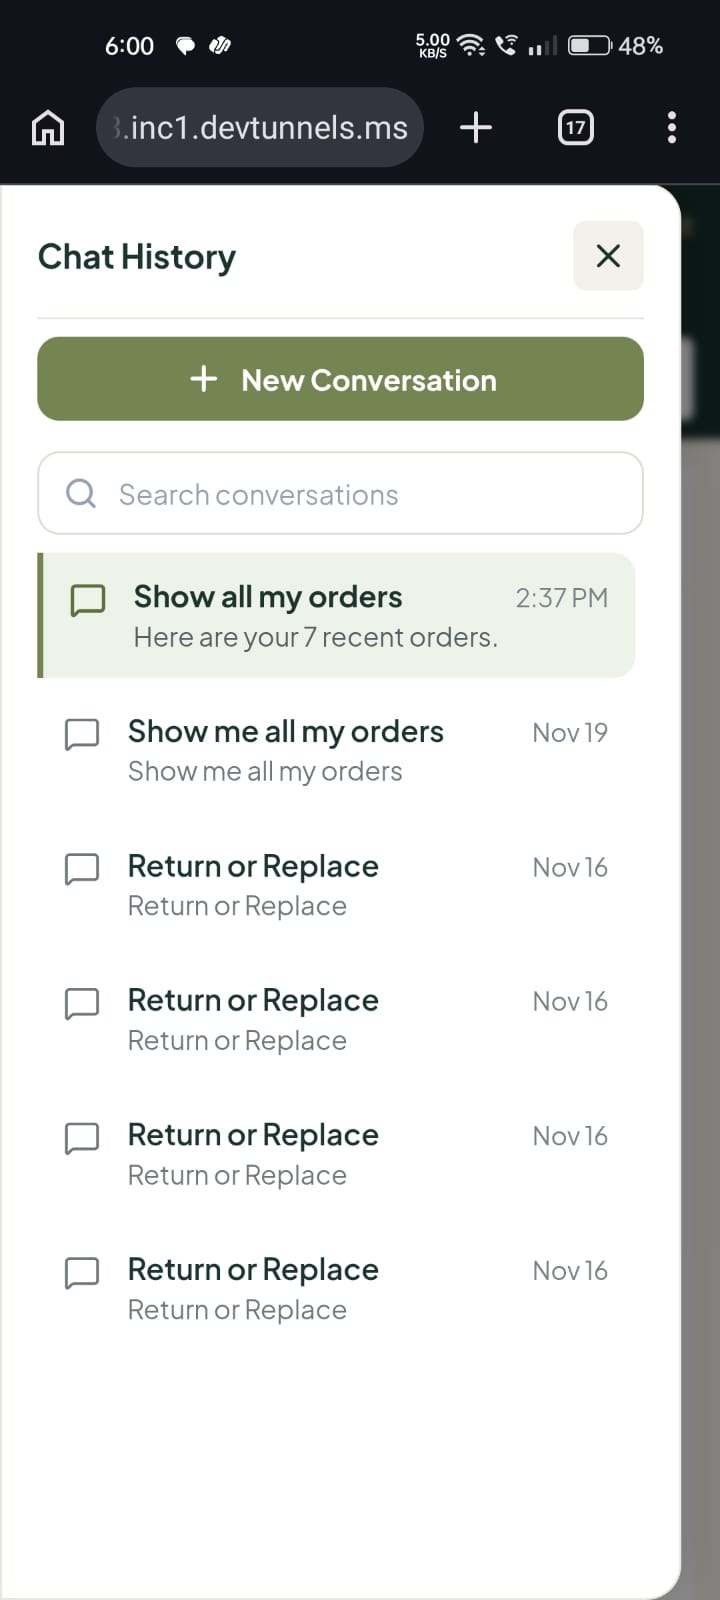 6:00
5.00
KB/S
48%
.inc1.devtunnels.ms
17
Chat History
New Conversation
Search conversations
Show all my orders 2:37 PM
Here are your 7 recent orders.
Show me all my orders Nov 19
Show me all my orders
Return or Replace Nov 16
Return or Replace
Return or Replace Nov 16
Return or Replace
Return or Replace Nov 16
Return or Replace
Return or Replace Nov 16
Return or Replace